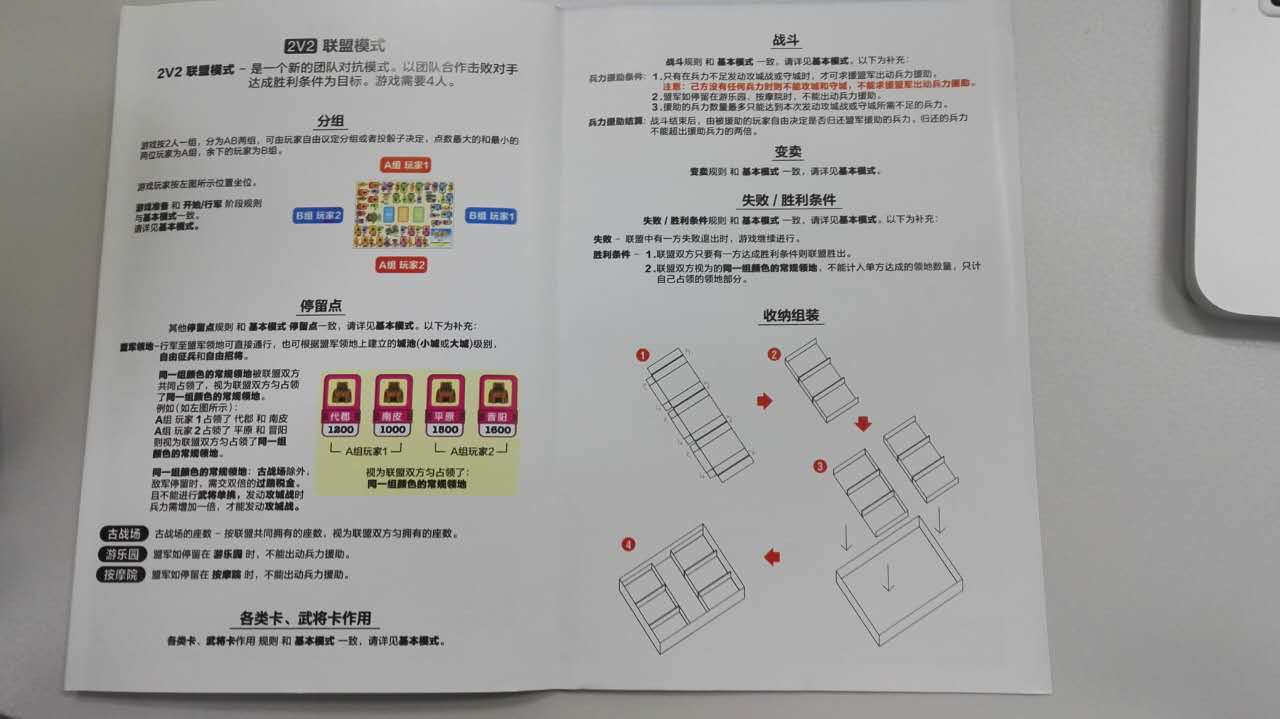 2V2 联盟模式
2V2 联盟模式 - 是一个新的团队对抗模式。以团队合作击败对手
达成胜利条件为目标。游戏需要4人。
分组
游戏按2人一组，分为AB两组，可由玩家自由议定分组或者投骰子决定，点数最大的和最小的
两位玩家为A组，余下的玩家为B组。
游戏玩家按左图所示位置坐位。
游戏准备 和 开始/行军 阶段规则
与基本模式一致。
请详见基本模式。
A组 玩家1
B组 玩家2
B组 玩家1
A组 玩家2
停留点
其他停留点规则 和 基本模式 停留点一致，请详见基本模式。以下为补充：
盟军领地-行军至盟军领地可直接通行，也可根据盟军领地上建立的城池(小城或大城)级别，
自由征兵和自由招将。
同一组颜色的常规领地被联盟双方
共同占领了，视为联盟双方匀占领
了同一组颜色的常规领地。
例如(如左图所示)：
A组 玩家 1占领了 代郡 和 南皮
A组 玩家 2占领了 平原 和 晋阳
则视为联盟双方匀占领了同一组
颜色的常规领地。
代郡
1200
南皮
1000
平原
1800
晋阳
1600
A组玩家1
A组玩家2
视为联盟双方匀占领了：
同一组颜色的常规领地
同一组颜色的常规领地：古战场除外，
敌军停留时，需交双倍的过路税金。
且不能进行武将单挑，发动攻城战时
兵力需增加一倍，才能发动攻城战。
古战场 古战场的座数 - 按联盟共同拥有的座数，视为联盟双方匀拥有的座数。
游乐园 盟军如停留在 游乐园 时，不能出动兵力援助。
按摩院 盟军如停留在 按摩院 时，不能出动兵力援助。
各类卡、武将卡作用
各类卡、武将卡作用 规则 和 基本模式 一致，请详见基本模式。
战斗
战斗规则 和 基本模式 一致，请详见基本模式。以下为补充：
兵力援助条件：1.只有在兵力不足发动攻城战或守城时，才可求援盟军出动兵力援助。
注意：己方没有任何兵力时则不能攻城和守城，不能求援盟军出动兵力援助。
2.盟军如停留在游乐园、按摩院时，不能出动兵力援助。
3.援助的兵力数量最多只能达到本次发动攻城战或守城所需不足的兵力。
兵力援助结算：战斗结束后，由被援助的玩家自由决定是否归还盟军援助的兵力。归还的兵力
不能超出援助兵力的两倍。
变卖
变卖规则 和 基本模式 一致，请详见基本模式。
失败 / 胜利条件
失败 / 胜利条件规则 和 基本模式 一致，请详见基本模式。以下为补充：
失败 - 联盟中有一方失败退出时，游戏继续进行。
胜利条件 - 1.联盟双方只要有一方达成胜利条件则联盟胜出。
2.联盟双方视为的同一组颜色的常规领地，不能计入单方达成的领地数量，只计
自己占领的领地部分。
收纳组装
1
2
3
4